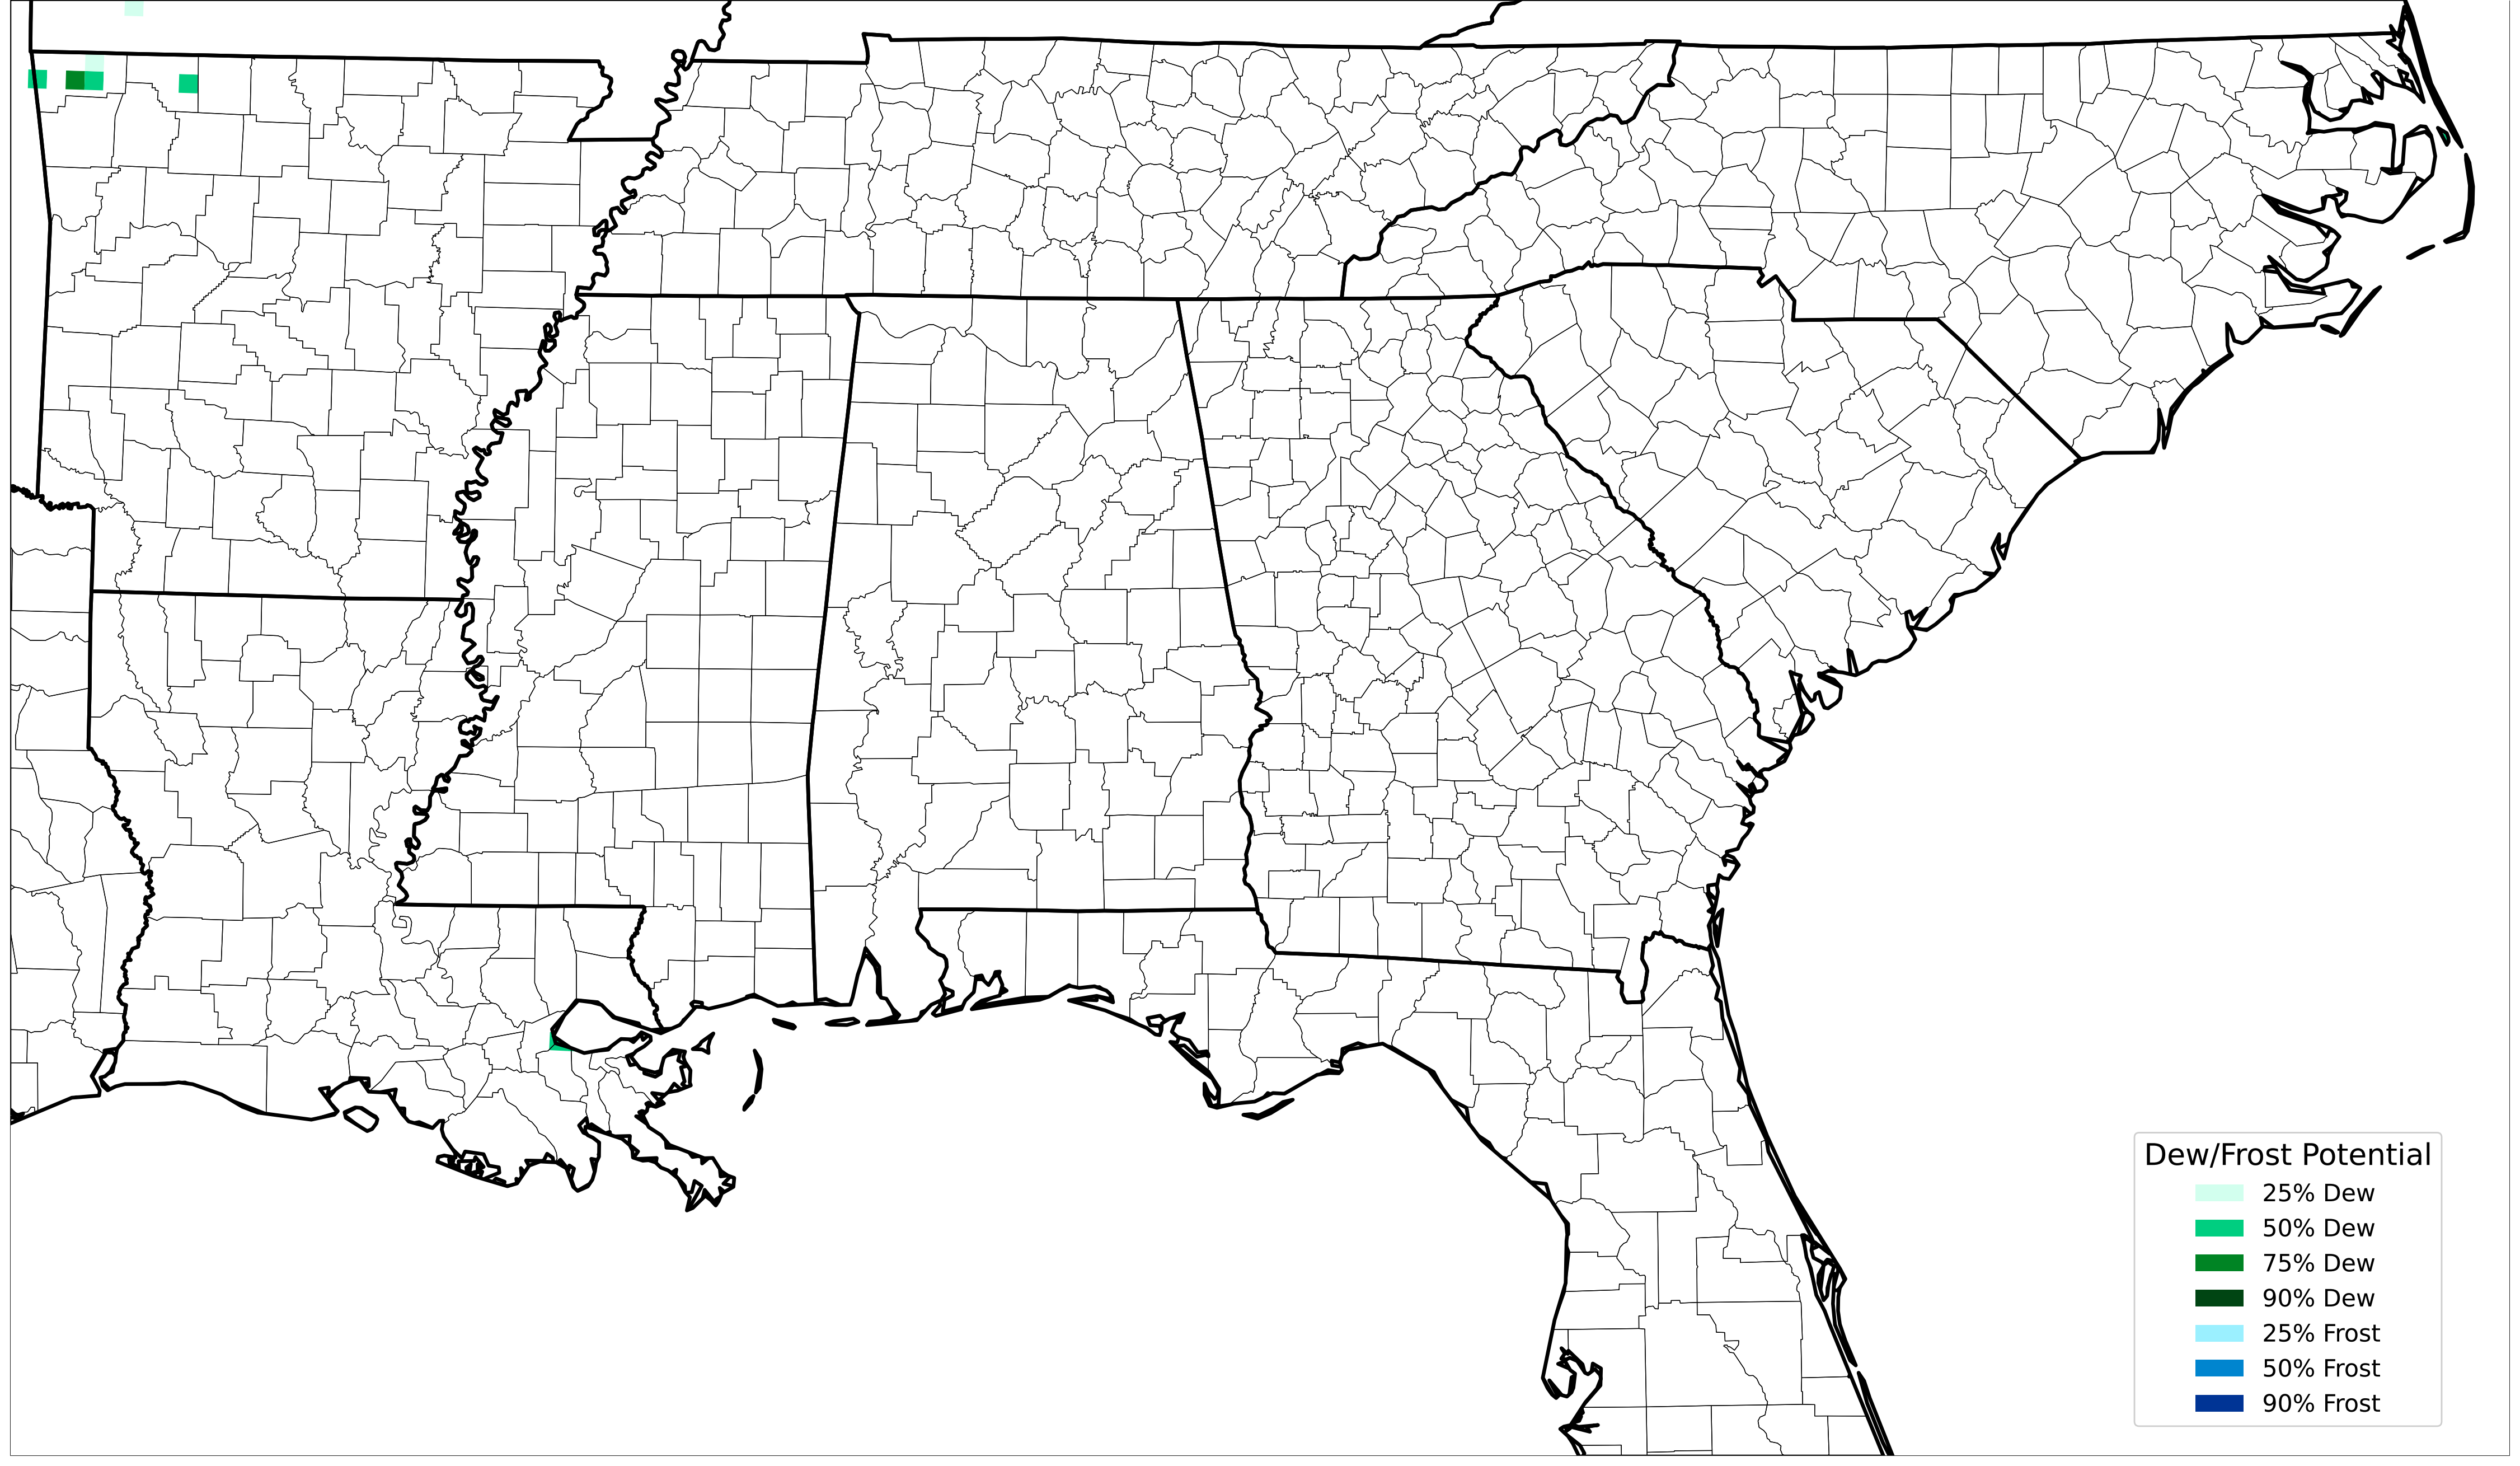 Dew/Frost Potential
25% Dew
50% Dew
75% Dew
90% Dew
25% Frost
50% Frost
90% Frost